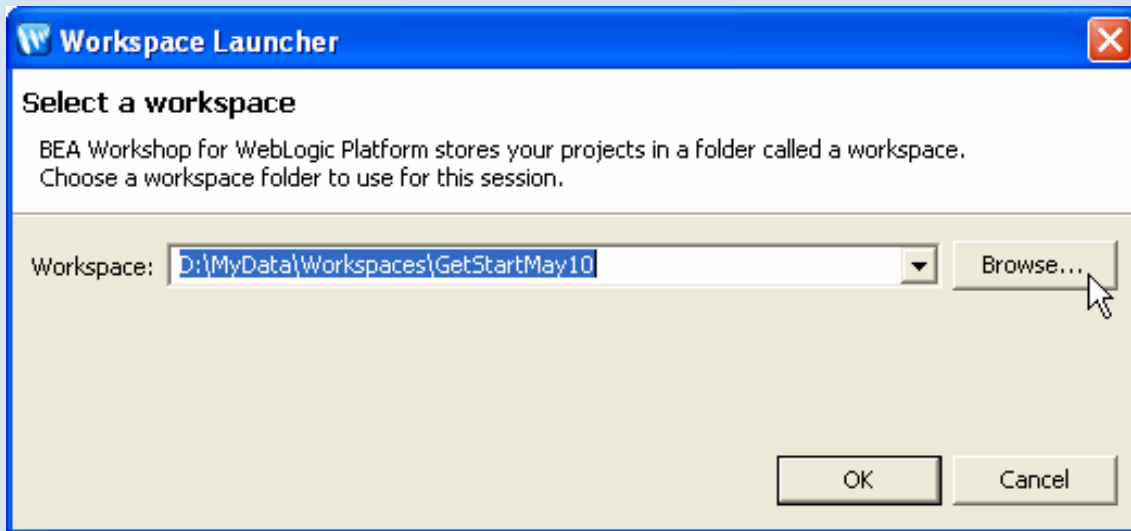 Workspace Launcher
Select a workspace
BEA Workshop for WebLogic Platform stores your projects in a folder called a workspace.
Choose a workspace folder to use for this session.
Workspace: D:\MyData\Workspaces\GetStartMay10 Browse...
OK Cancel